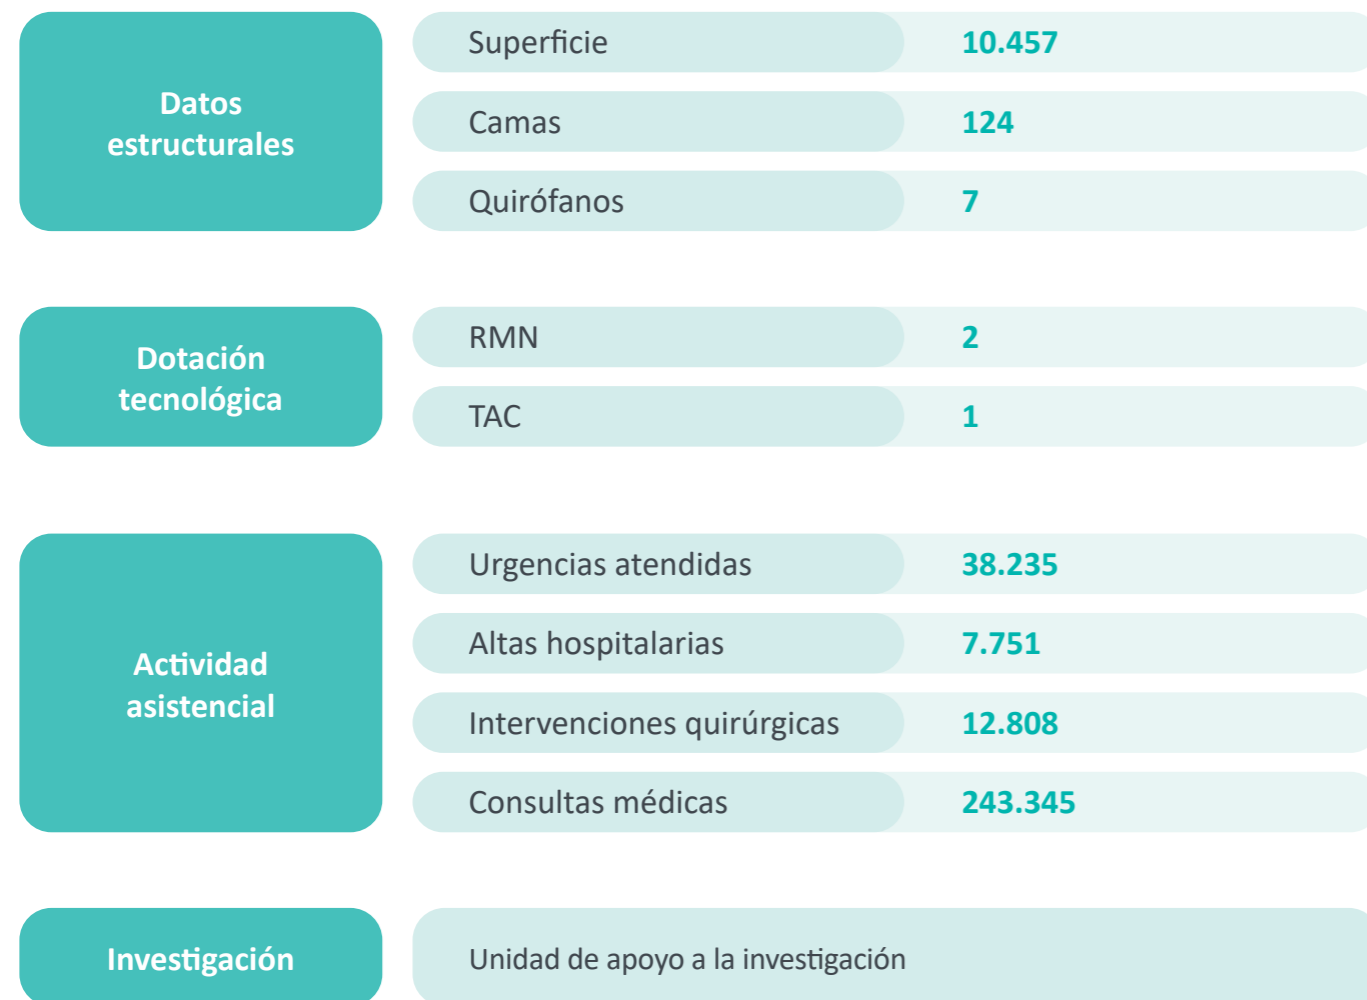 Datos
estructurales
Superficie 10.457
Camas 124
Quirófanos 7
Dotación
tecnológica
RMN 2
TAC 1
Actividad
asistencial
Urgencias atendidas 38.235
Altas hospitalarias 7.751
Intervenciones quirúrgicas 12.808
Consultas médicas 243.345
Investigación
Unidad de apoyo a la investigación